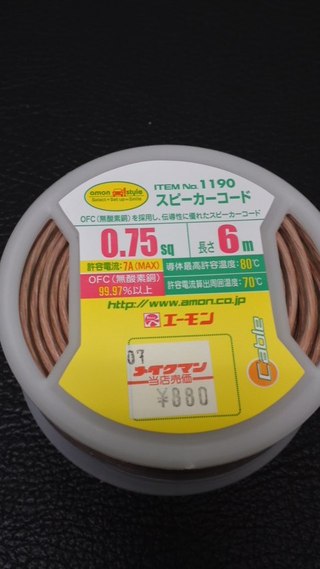 amon style
Select • Set up • Smile
ITEM No.1190
スピーカーコード
OFC(無酸素銅)を採用し、伝導性に優れたスピーカーコード
0.75sq 長さ 6m
許容電流:7A(MAX) 導体最高許容温度:80℃
OFC(無酸素銅)
99.97%以上
許容電流算出周囲温度:70℃
http://www.amon.co.jp
エーモン
Cable
07
メイクマン
当店売価
¥880